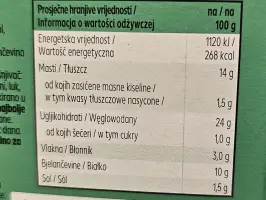 Prosječne hranjive vrijednosti / na / na
Informacja o wartości odżywczej 100 g
Energetska vrijednost / 1120 kJ /
Wartość energetyczna 268 kcal
Masti / Tłuszcz 14 g
od kojih zasićene masne kiseline /
w tym kwasy tłuszczowe nasycone / 1,5 g
Ugljikohidrati / Węglowodany 24 g
od kojih šećeri / w tym cukry 1,0 g
Vlakna / Błonnik 3,0 g
Bjelančevine / Białko 10 g
Sol / Sól 1,5 g